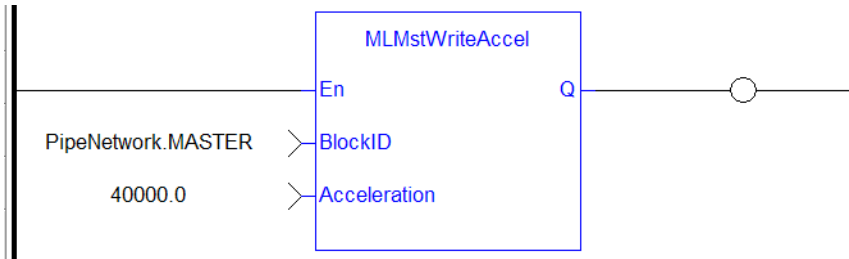 MLMstWriteAccel
En Q
PipeNetwork.MASTER BlockID
40000.0 Acceleration